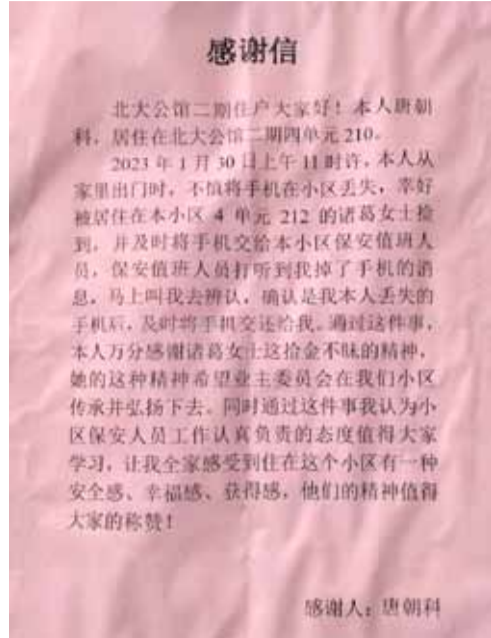 感谢信
北大公馆二期住户大家好！本人唐朝
科，居住在北大公馆二期四单元210。
2023年1月30日上午11时许，本人从
家里出门时，不慎将手机在小区丢失，幸好
被居住在本小区 4 单元 212 的诸葛女士捡
到，并及时将手机交给本小区保安值班人
员，保安值班人员打听到我掉了手机的消
息，马上叫我去辨认，确认是我本人丢失的
手机后，及时将手机交还给我。通过这件事，
本人万分感谢诸葛女士这拾金不昧的精神，
她的这种精神希望业主委员会在我们小区
传承并弘扬下去。同时通过这件事我认为小
区保安人员工作认真负责的态度值得大家
学习，让我全家感受到住在这个小区有一种
安全感、幸福感、获得感，他们的精神值得
大家的称赞！
感谢人：唐朝科